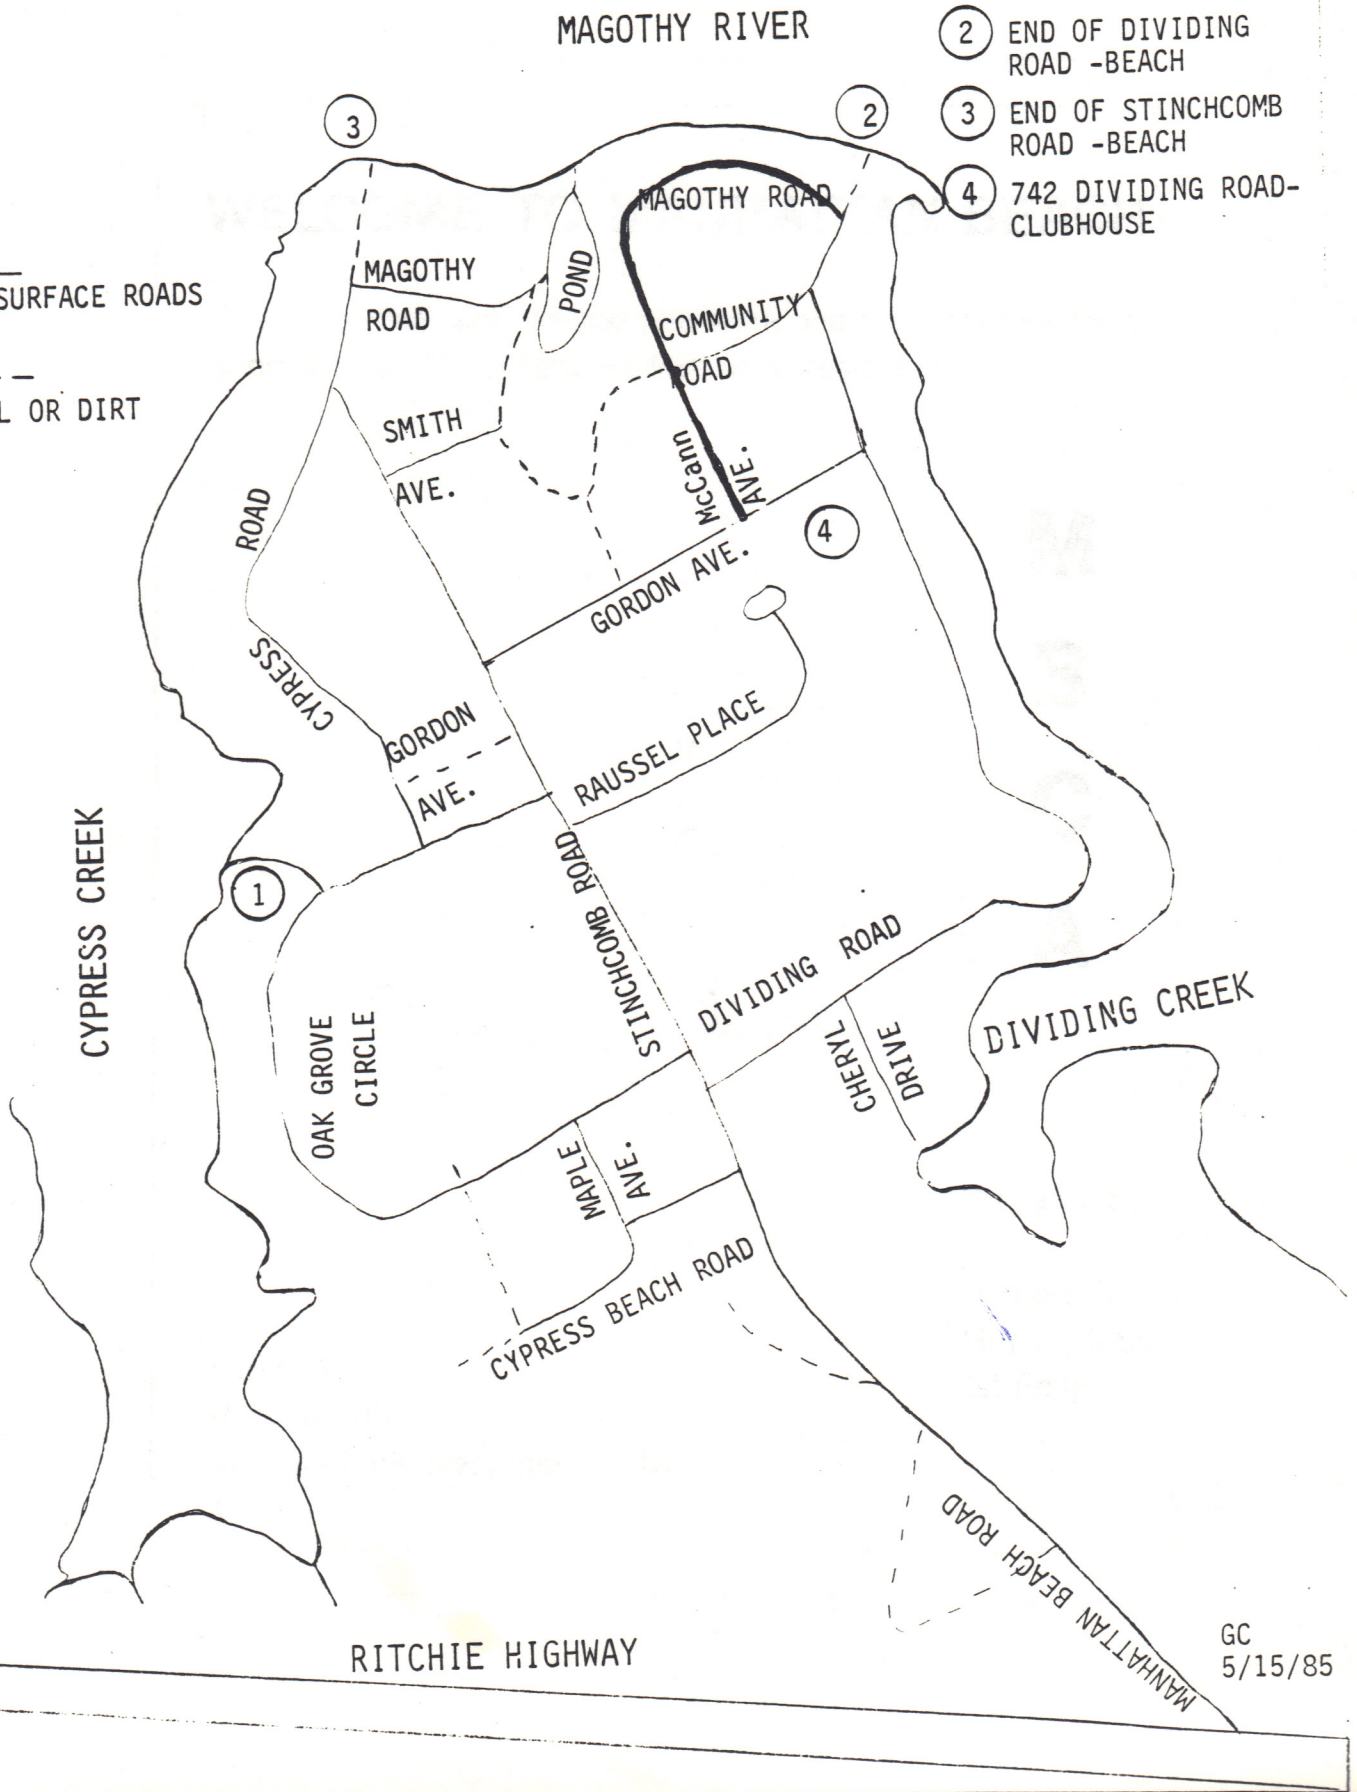 MAGOTHY RIVER
2 END OF DIVIDING
ROAD -BEACH
3 END OF STINCHCOMB
ROAD -BEACH
4 742 DIVIDING ROAD-
CLUBHOUSE
3
2
MAGOTHY ROAD
MAGOTHY
ROAD
POND
SURFACE ROADS
L OR DIRT
COMMUNITY
ROAD
SMITH
AVE.
McCann
AVE.
4
ROAD
CYPRESS
GORDON AVE.
GORDON
AVE.
RAUSSEL PLACE
STINCHCOMB ROAD
1
CYPRESS CREEK
DIVIDING ROAD
DIVIDING CREEK
OAK GROVE
CIRCLE
CHERYL
DRIVE
MAPLE
AVE.
CYPRESS BEACH ROAD
MANHATTAN BEACH ROAD
RITCHIE HIGHWAY
GC
5/15/85